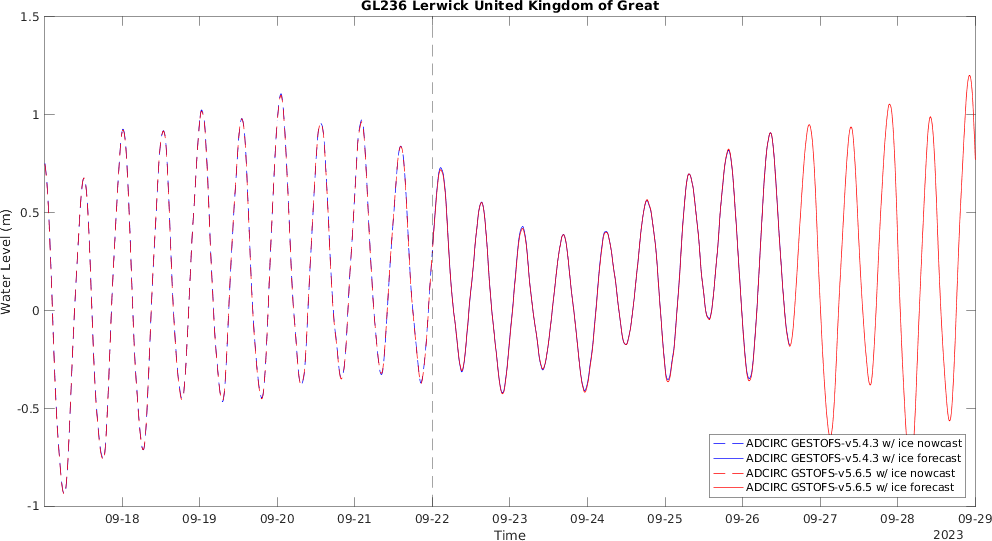 GL236 Lerwick United Kingdom of Great
1.5
1
0.5
0
-0.5
-1
Water Level (m)
ADCIRC GESTOFS-v5.4.3 w/ ice nowcast
ADCIRC GESTOFS-v5.4.3 w/ ice forecast
ADCIRC GSTOFS-v5.6.5 w/ ice nowcast
ADCIRC GSTOFS-v5.6.5 w/ ice forecast
09-18 09-19 09-20 09-21 09-22 09-23 09-24 09-25 09-26 09-27 09-28 09-29
Time
2023